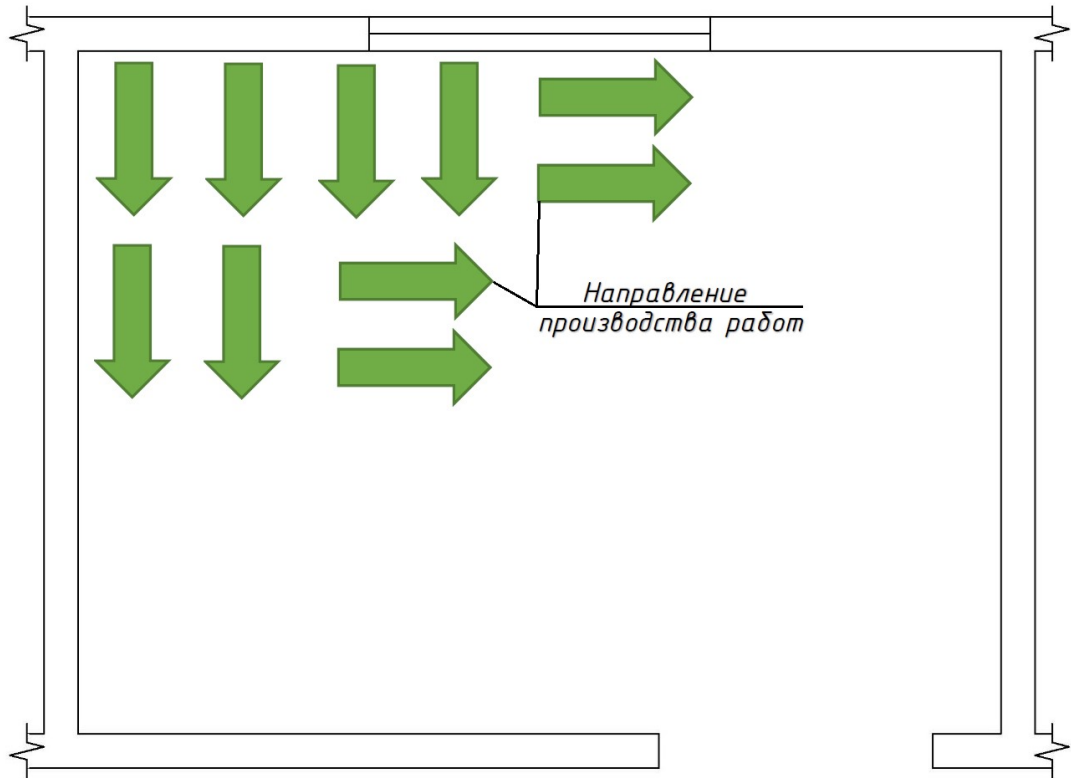 Направление
производства работ